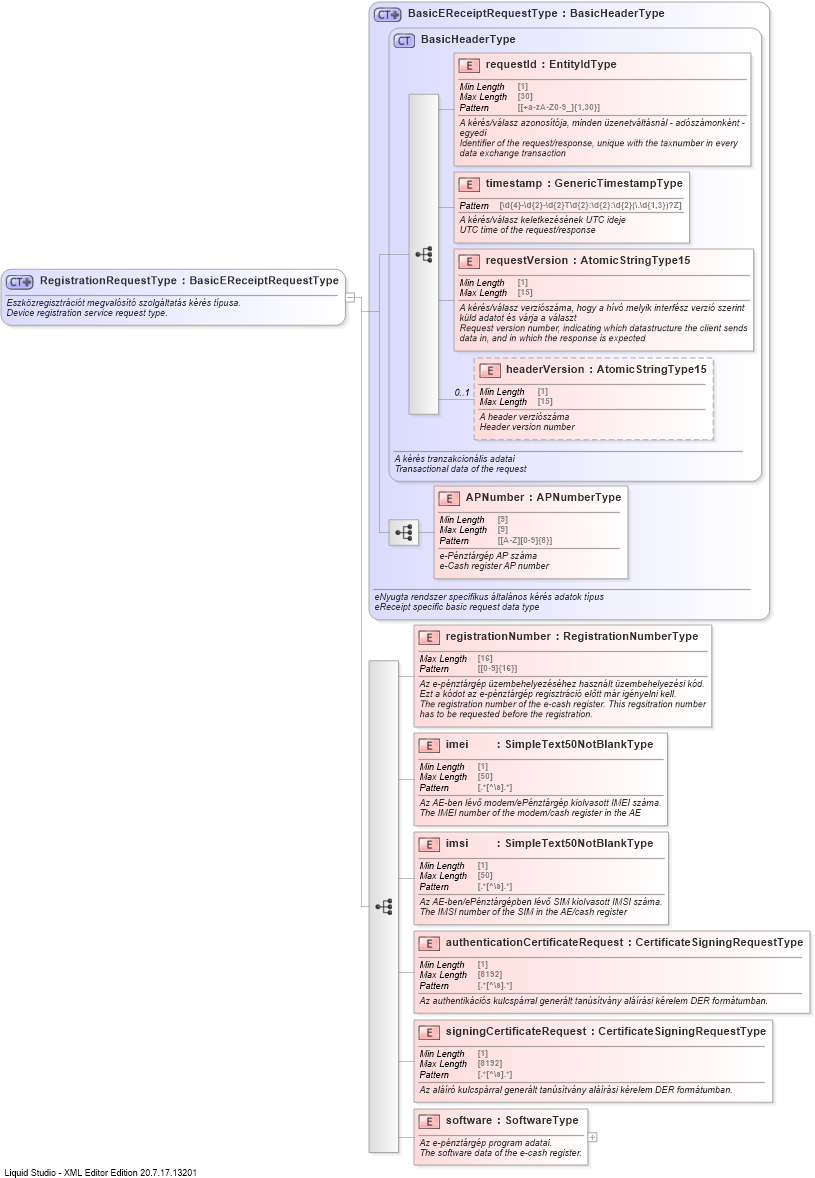 CT BasicEReceiptRequestType : BasicHeaderType
CT BasicHeaderType
E requestId : EntityIdType
Min Length [1]
Max Length [30]
Pattern [[+a-zA-Z0-9_]{1,30}]
A kérés/válasz azonosítója, minden üzenetváltásnál - adószámonként -
egyedi
Identifier of the request/response, unique with the taxnumber in every
data exchange transaction
E timestamp : GenericTimestampType
Pattern [\d{4}-\d{2}-\d{2}T\d{2}:\d{2}:\d{2}(\.\d{1,3})?Z]
A kérés/válasz keletkezésének UTC ideje
UTC time of the request/response
E requestVersion : AtomicStringType15
Min Length [1]
Max Length [15]
A kérés/válasz verziószáma, hogy a hívó melyik interfész verzió szerint
küld adatot és várja a választ
Request version number, indicating which datastructure the client sends
data in, and in which the response is expected
CT RegistrationRequestType : BasicEReceiptRequestType
Eszközregisztrációt megvalósító szolgáltatás kérés típusa.
Device registration service request type.
0..1
E headerVersion : AtomicStringType15
Min Length [1]
Max Length [15]
A header verziószáma
Header version number
A kérés tranzakcionális adatai
Transactional data of the request
E APNumber : APNumberType
Min Length [9]
Max Length [9]
Pattern [[A-Z][0-9]{8}]
e-Pénztárgép AP száma
e-Cash register AP number
eNyugta rendszer specifikus általános kérés adatok típus
eReceipt specific basic request data type
E registrationNumber : RegistrationNumberType
Max Length [16]
Pattern [[0-9]{16}]
Az e-pénztárgép üzembehelyezéséhez használt üzembehelyezési kód.
Ezt a kódot az e-pénztárgép regisztráció előtt már igényelni kell.
The registration number of the e-cash register. This regsitration number
has to be requested before the registration.
E imei : SimpleText50NotBlankType
Min Length [1]
Max Length [50]
Pattern [.*[^\s].*]
Az AE-ben lévő modem/ePénztárgép kiolvasott IMEI száma.
The IMEI number of the modem/cash register in the AE
E imsi : SimpleText50NotBlankType
Min Length [1]
Max Length [50]
Pattern [.*[^\s].*]
Az AE-ben/ePénztárgépben lévő SIM kiolvasott IMSI száma.
The IMSI number of the SIM in the AE/cash register
E authenticationCertificateRequest : CertificateSigningRequestType
Min Length [1]
Max Length [8192]
Pattern [.*[^\s].*]
Az authentikációs kulcspárral generált tanúsítvány aláírási kérelem DER formátumban.
E signingCertificateRequest : CertificateSigningRequestType
Min Length [1]
Max Length [8192]
Pattern [.*[^\s].*]
Az aláíró kulcspárral generált tanúsítvány aláírási kérelem DER formátumban.
E software : SoftwareType
Az e-pénztárgép program adatai.
The software data of the e-cash register.
Liquid Studio - XML Editor Edition 20.7.17.13201